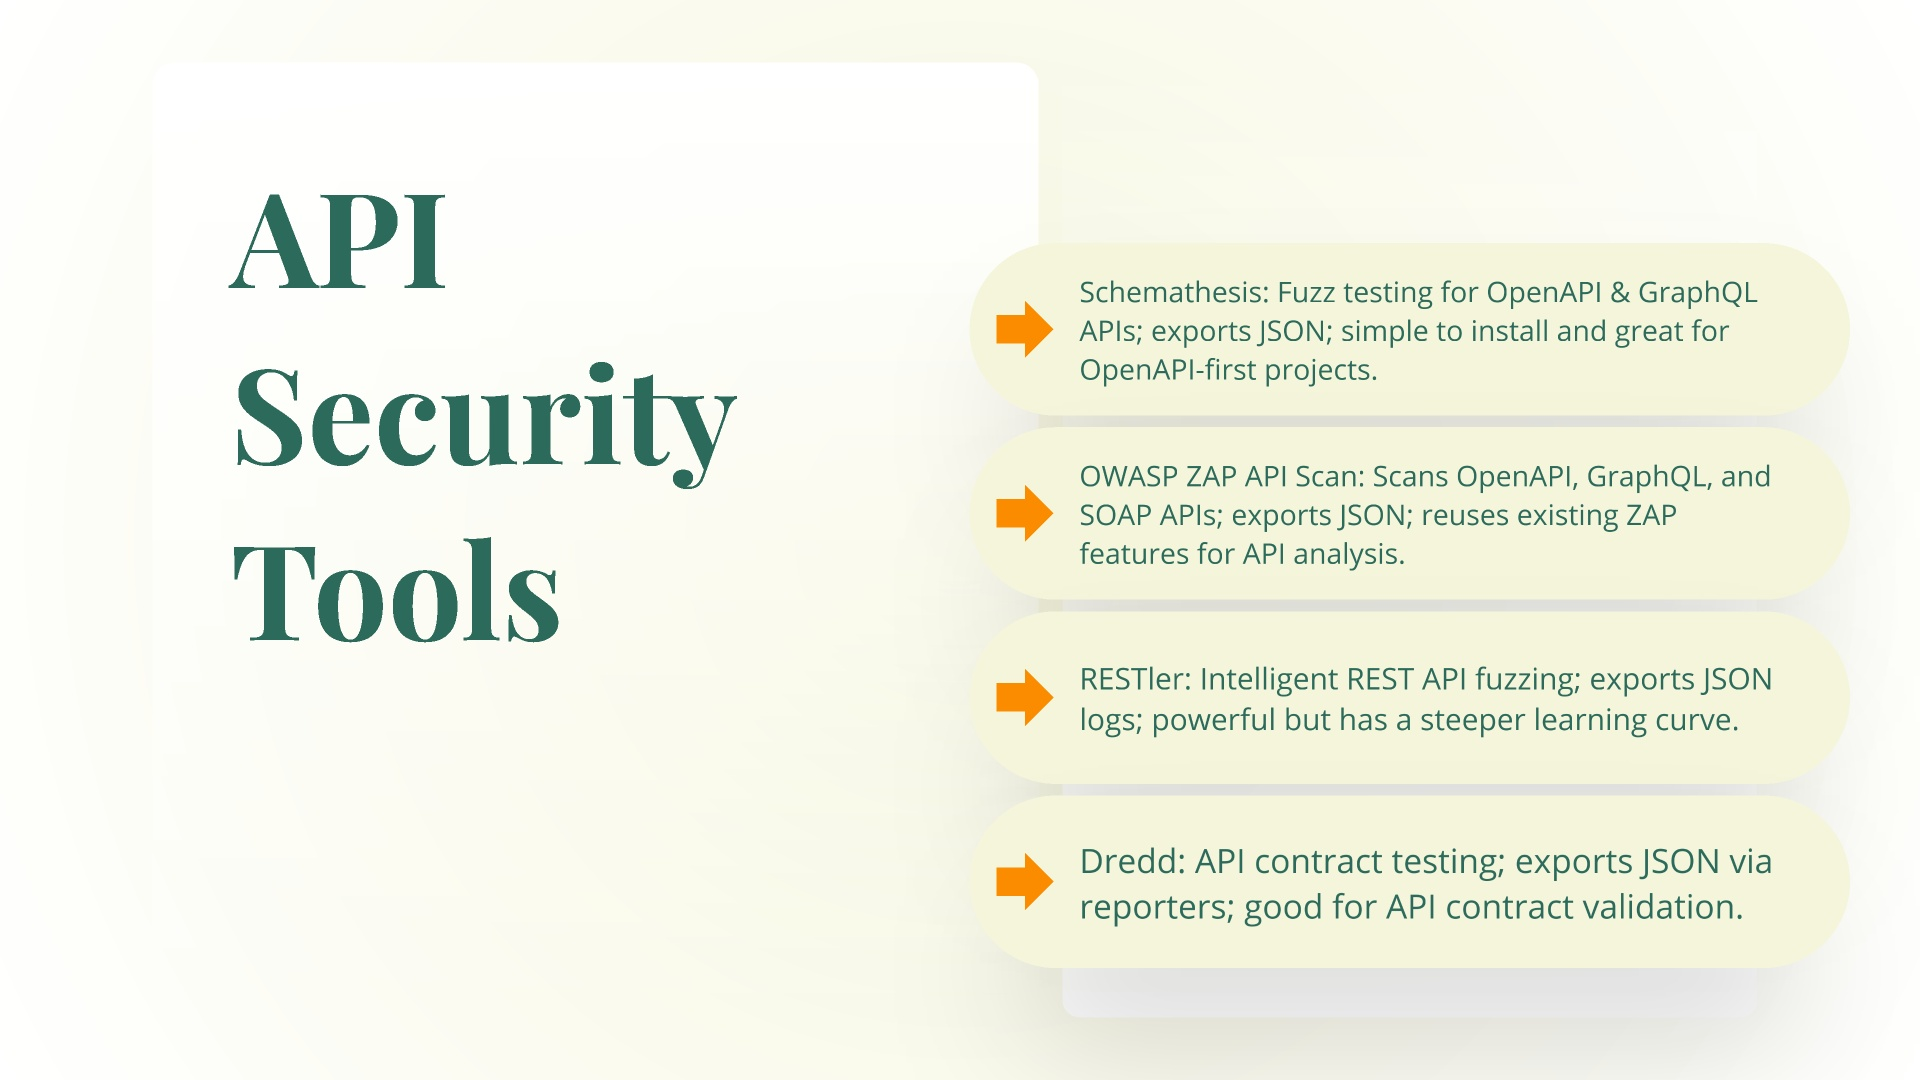 API
Security
Tools
Schemathesis: Fuzz testing for OpenAPI & GraphQL
APIs; exports JSON; simple to install and great for
OpenAPI-first projects.
OWASP ZAP API Scan: Scans OpenAPI, GraphQL, and
SOAP APIs; exports JSON; reuses existing ZAP
features for API analysis.
RESTler: Intelligent REST API fuzzing; exports JSON
logs; powerful but has a steeper learning curve.
Dredd: API contract testing; exports JSON via
reporters; good for API contract validation.